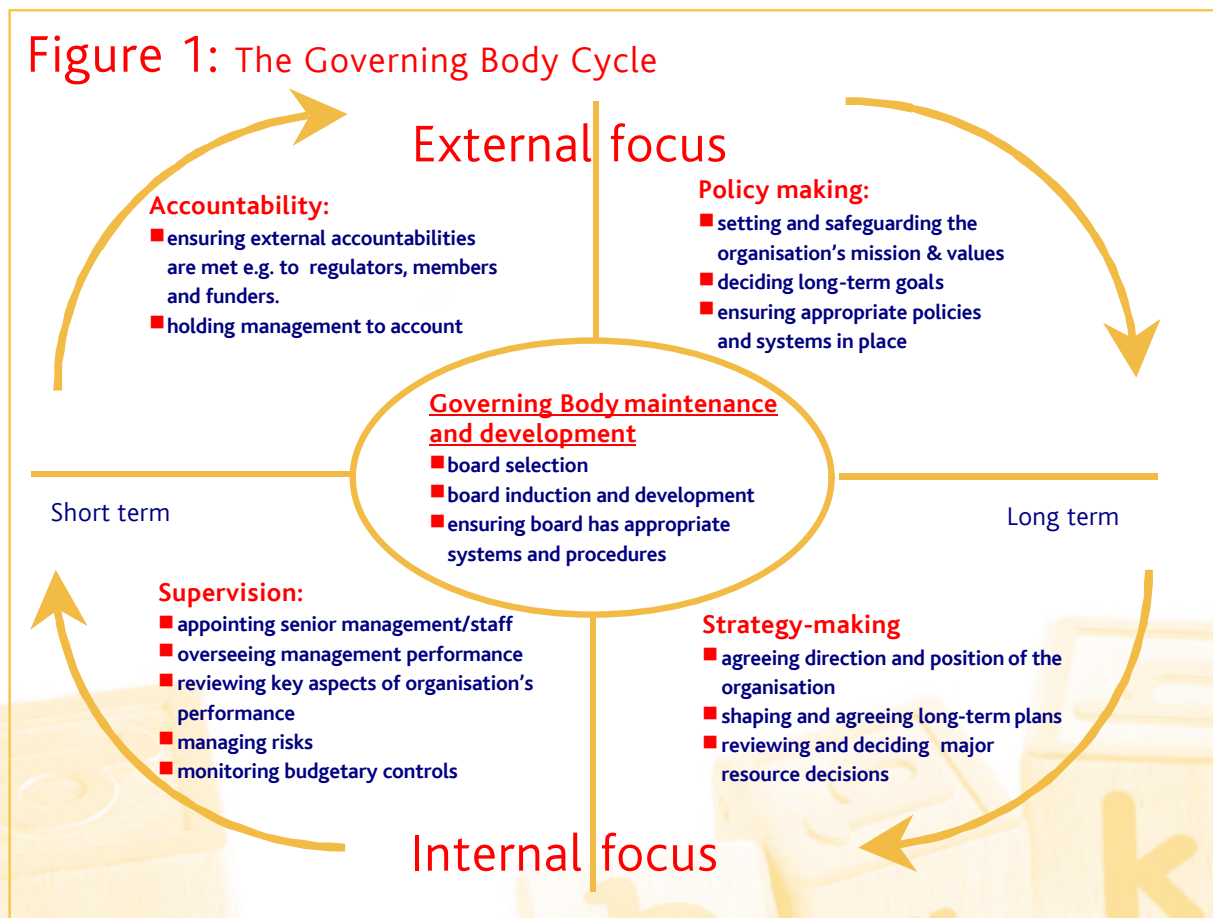 Figure 1: The Governing Body Cycle
External focus
Accountability:
■ ensuring external accountabilities
are met e.g. to regulators, members
and funders.
■ holding management to account
Policy making:
■ setting and safeguarding the
organisation's mission & values
■ deciding long-term goals
■ ensuring appropriate policies
and systems in place
Governing Body maintenance
and development
■ board selection
■ board induction and development
■ ensuring board has appropriate
systems and procedures
Short term
Long term
Supervision:
■ appointing senior management/staff
■ overseeing management performance
■ reviewing key aspects of organisation's
performance
■ managing risks
■ monitoring budgetary controls
Strategy-making
■ agreeing direction and position of the
organisation
■ shaping and agreeing long-term plans
■ reviewing and deciding major
resource decisions
Internal focus
k